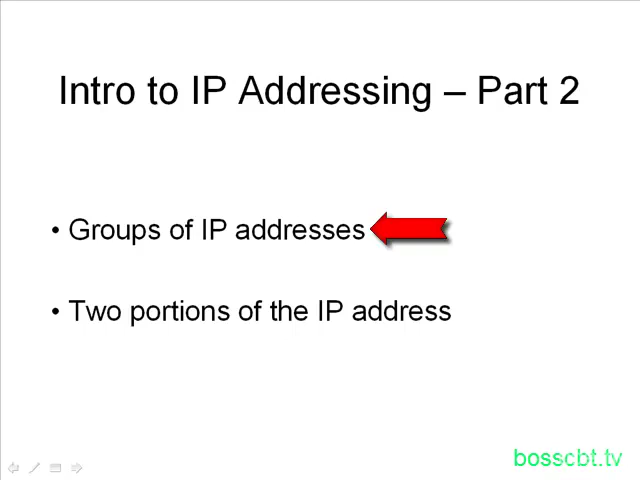 Intro to IP Addressing – Part 2
• Groups of IP addresses
• Two portions of the IP address
bosscbt.tv